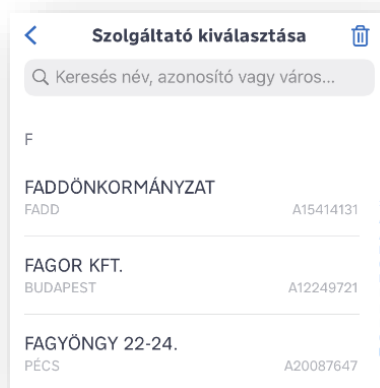 Szolgáltató kiválasztása
Keresés név, azonosító vagy város...
F
FADDÖNKORMÁNYZAT
FADD A15414131
FAGOR KFT.
BUDAPEST A12249721
FAGYÖNGY 22-24.
PÉCS A20087647